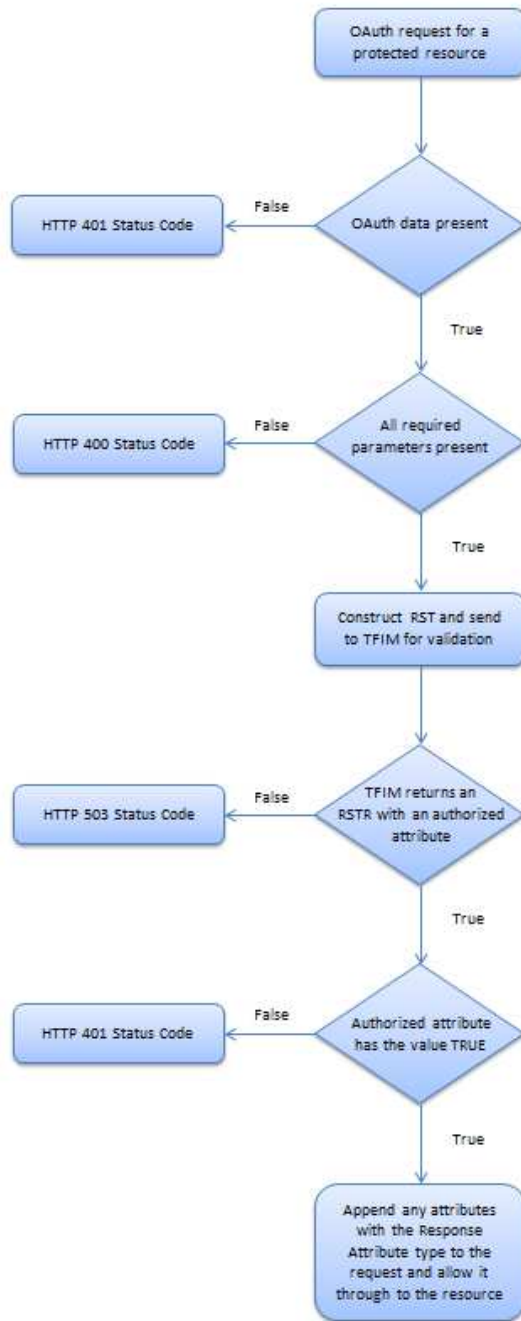 OAuth request for a
protected resource
False
HTTP 401 Status Code
OAuth data present
True
False
HTTP 400 Status Code
All required
parameters present
True
Construct RST and send
to TFIM for validation
False
HTTP 503 Status Code
TFIM returns an
RSTR with an authorized
attribute
True
False
HTTP 401 Status Code
Authorized attribute
has the value TRUE
True
Append any attributes
with the Response
Attribute type to the
request and allow it
through to the resource